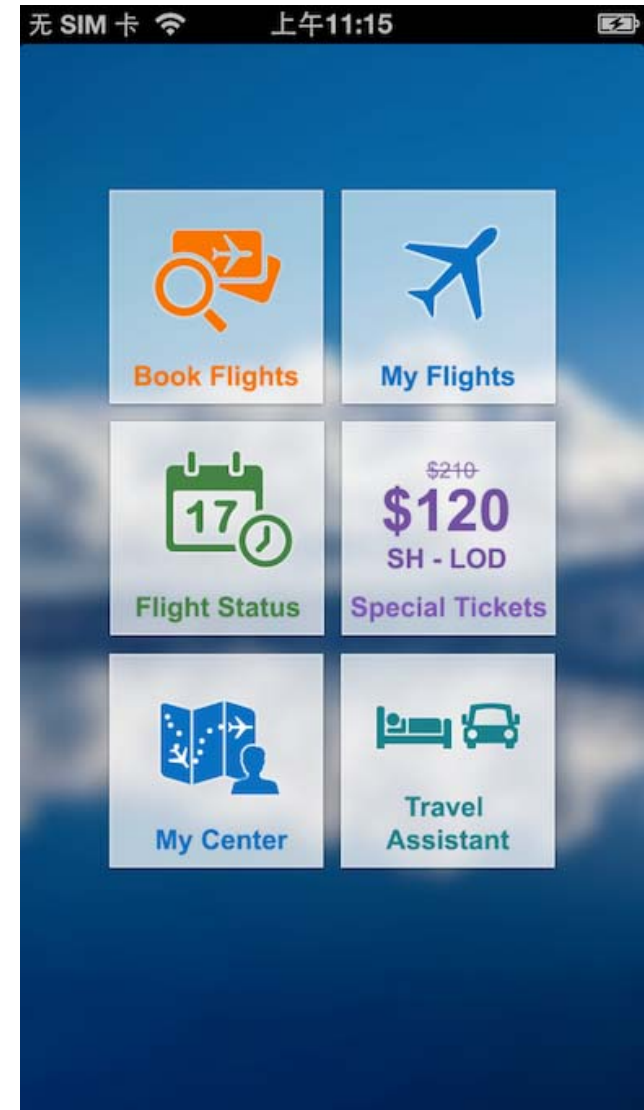 无 SIM 卡 上午11:15
Book Flights
My Flights
17
Flight Status
$210
$120
SH - LOD
Special Tickets
My Center
Travel
Assistant